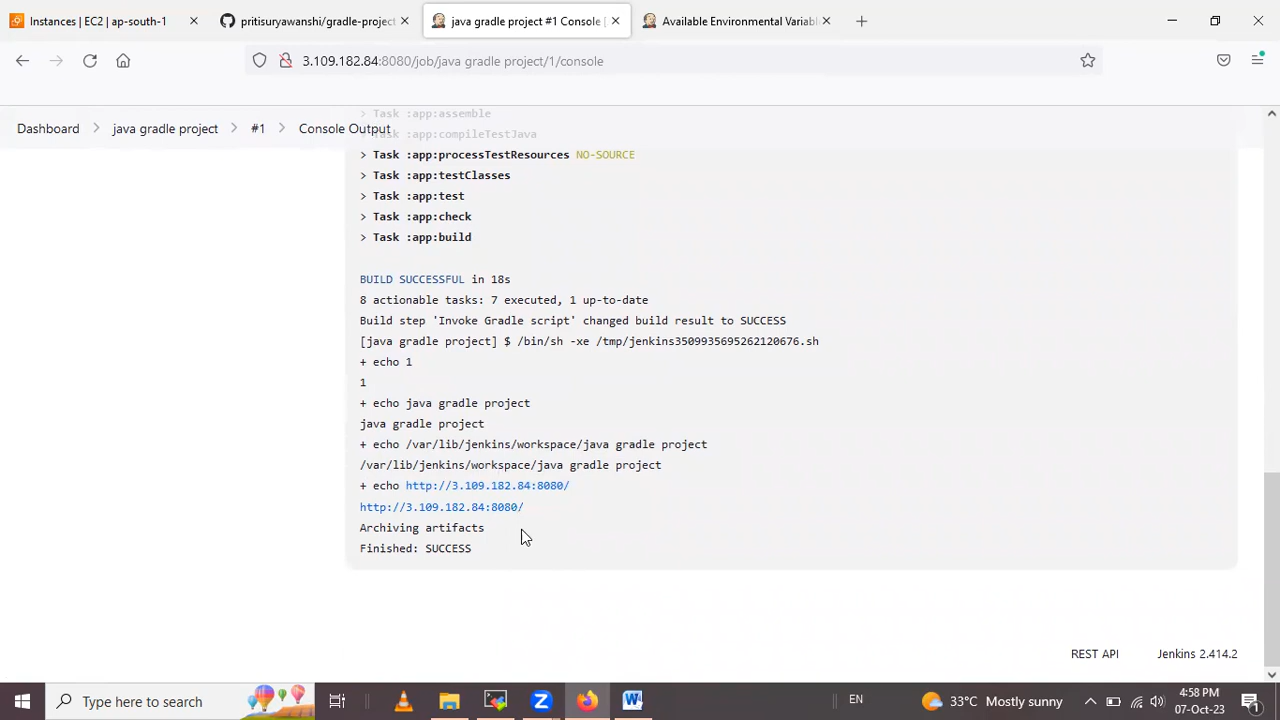 Instances | EC2 | ap-south-1
pritisuryawanshi/gradle-project
java gradle project #1 Console [
Available Environmental Variabl
3.109.182.84:8080/job/java gradle project/1/console
Dashboard > java gradle project > #1 > Console Output
> Task :app:assemble
> Task :app:compileTestJava
> Task :app:processTestResources NO-SOURCE
> Task :app:testClasses
> Task :app:test
> Task :app:check
> Task :app:build
BUILD SUCCESSFUL in 18s
8 actionable tasks: 7 executed, 1 up-to-date
Build step 'Invoke Gradle script' changed build result to SUCCESS
[java gradle project] $ /bin/sh -xe /tmp/jenkins3509935695262120676.sh
+ echo 1
1
+ echo java gradle project
java gradle project
+ echo /var/lib/jenkins/workspace/java gradle project
/var/lib/jenkins/workspace/java gradle project
+ echo http://3.109.182.84:8080/
http://3.109.182.84:8080/
Archiving artifacts
Finished: SUCCESS
REST API
Jenkins 2.414.2
Type here to search
EN
33°C Mostly sunny
4:58 PM
07-Oct-23
1